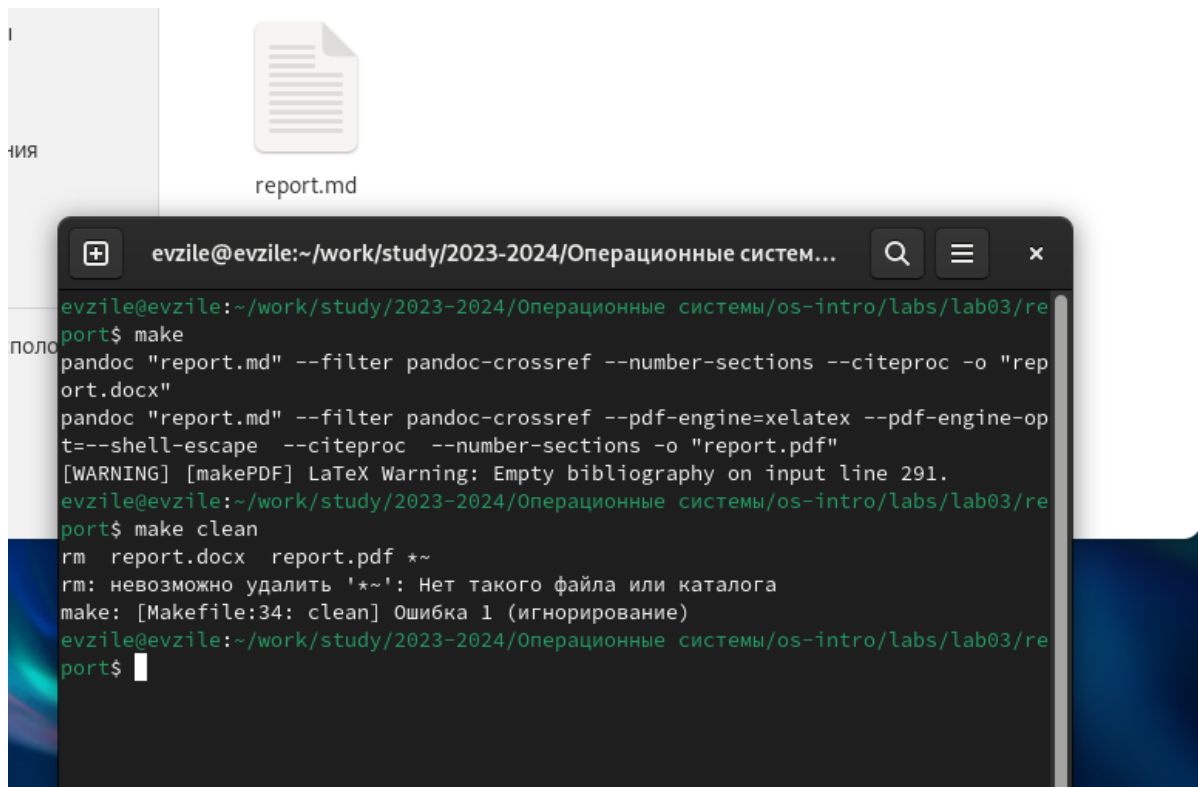 ния
report.md
evzile@evzile:~/work/study/2023-2024/Операционные систем...
evzile@evzile:~/work/study/2023-2024/Операционные системы/os-intro/labs/lab03/re
port$ make
pandoc "report.md" --filter pandoc-crossref --number-sections --citeproc -o "rep
ort.docx"
pandoc "report.md" --filter pandoc-crossref --pdf-engine=xelatex --pdf-engine-op
t=--shell-escape  --citeproc  --number-sections -o "report.pdf"
[WARNING] [makePDF] LaTeX Warning: Empty bibliography on input line 291.
evzile@evzile:~/work/study/2023-2024/Операционные системы/os-intro/labs/lab03/re
port$ make clean
rm  report.docx  report.pdf *~
rm: невозможно удалить '*~': Нет такого файла или каталога
make: [Makefile:34: clean] Ошибка 1 (игнорирование)
evzile@evzile:~/work/study/2023-2024/Операционные системы/os-intro/labs/lab03/re
port$
поло